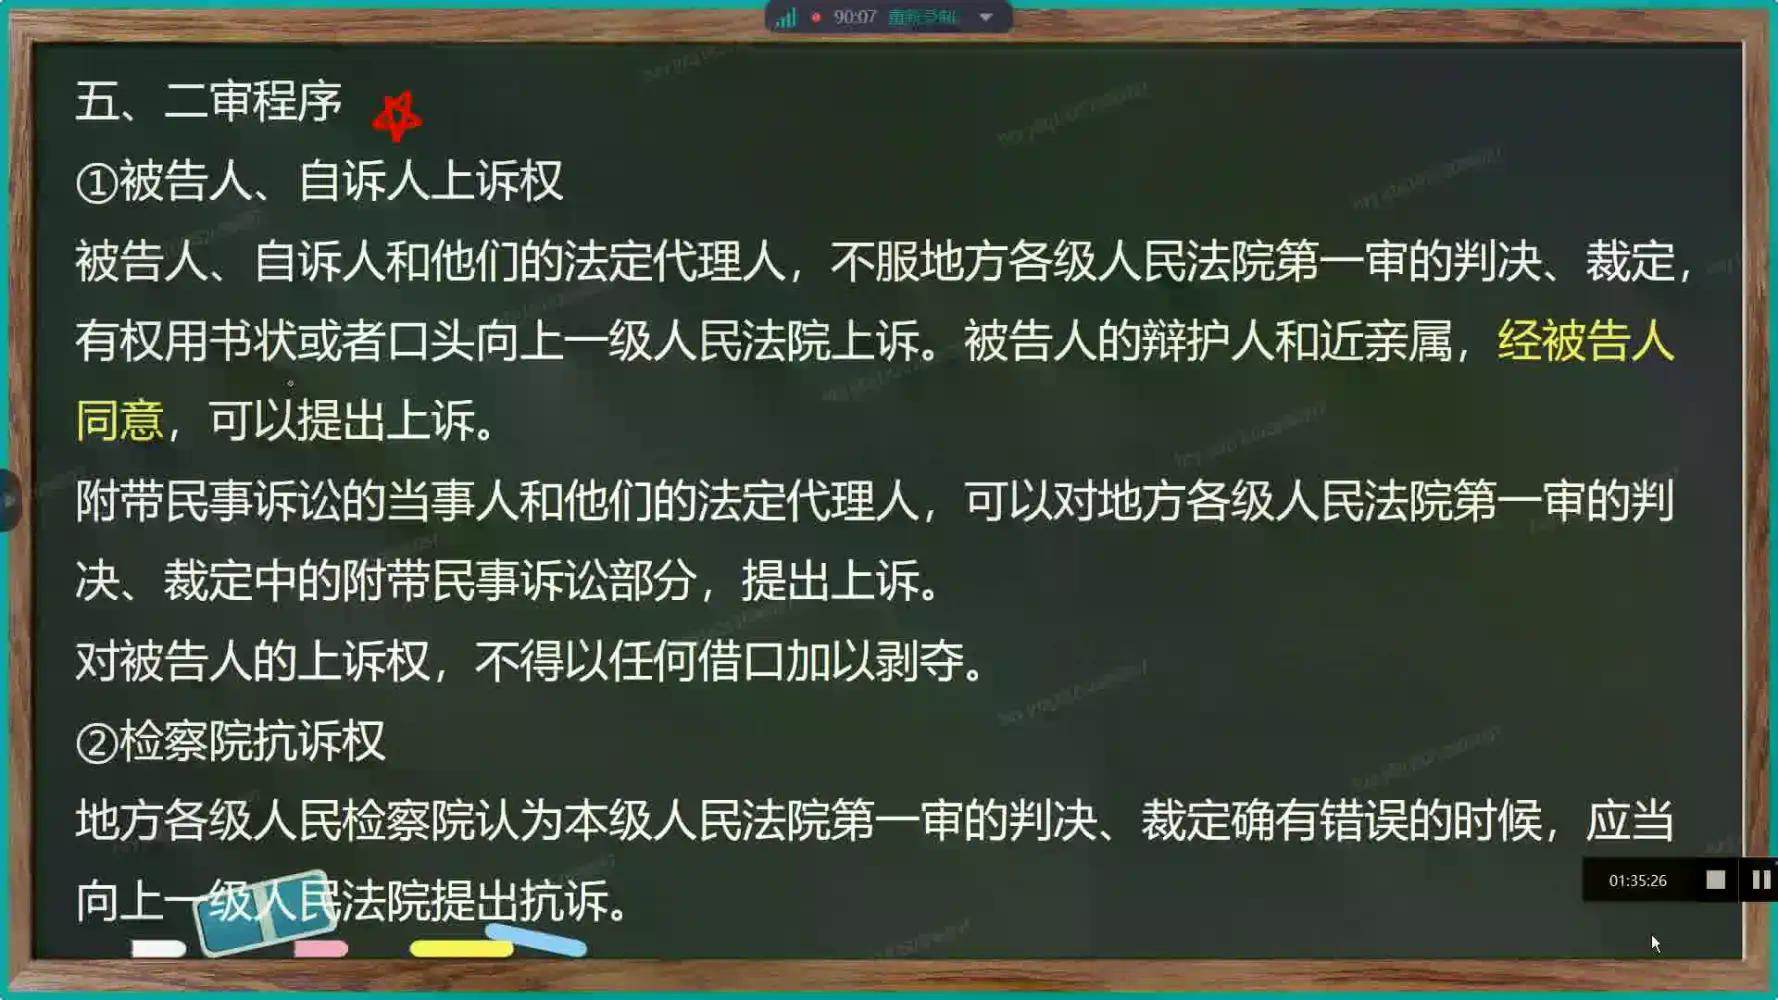 90:07
五、二审程序
①被告人、自诉人上诉权
被告人、自诉人和他们的法定代理人，不服地方各级人民法院第一审的判决、裁定，
有权用书状或者口头向上一级人民法院上诉。被告人的辩护人和近亲属，经被告人
同意，可以提出上诉。
附带民事诉讼的当事人和他们的法定代理人，可以对地方各级人民法院第一审的判
决、裁定中的附带民事诉讼部分，提出上诉。
对被告人的上诉权，不得以任何借口加以剥夺。
②检察院抗诉权
地方各级人民检察院认为本级人民法院第一审的判决、裁定确有错误的时候，应当
向上一级人民法院提出抗诉。
01:35:26